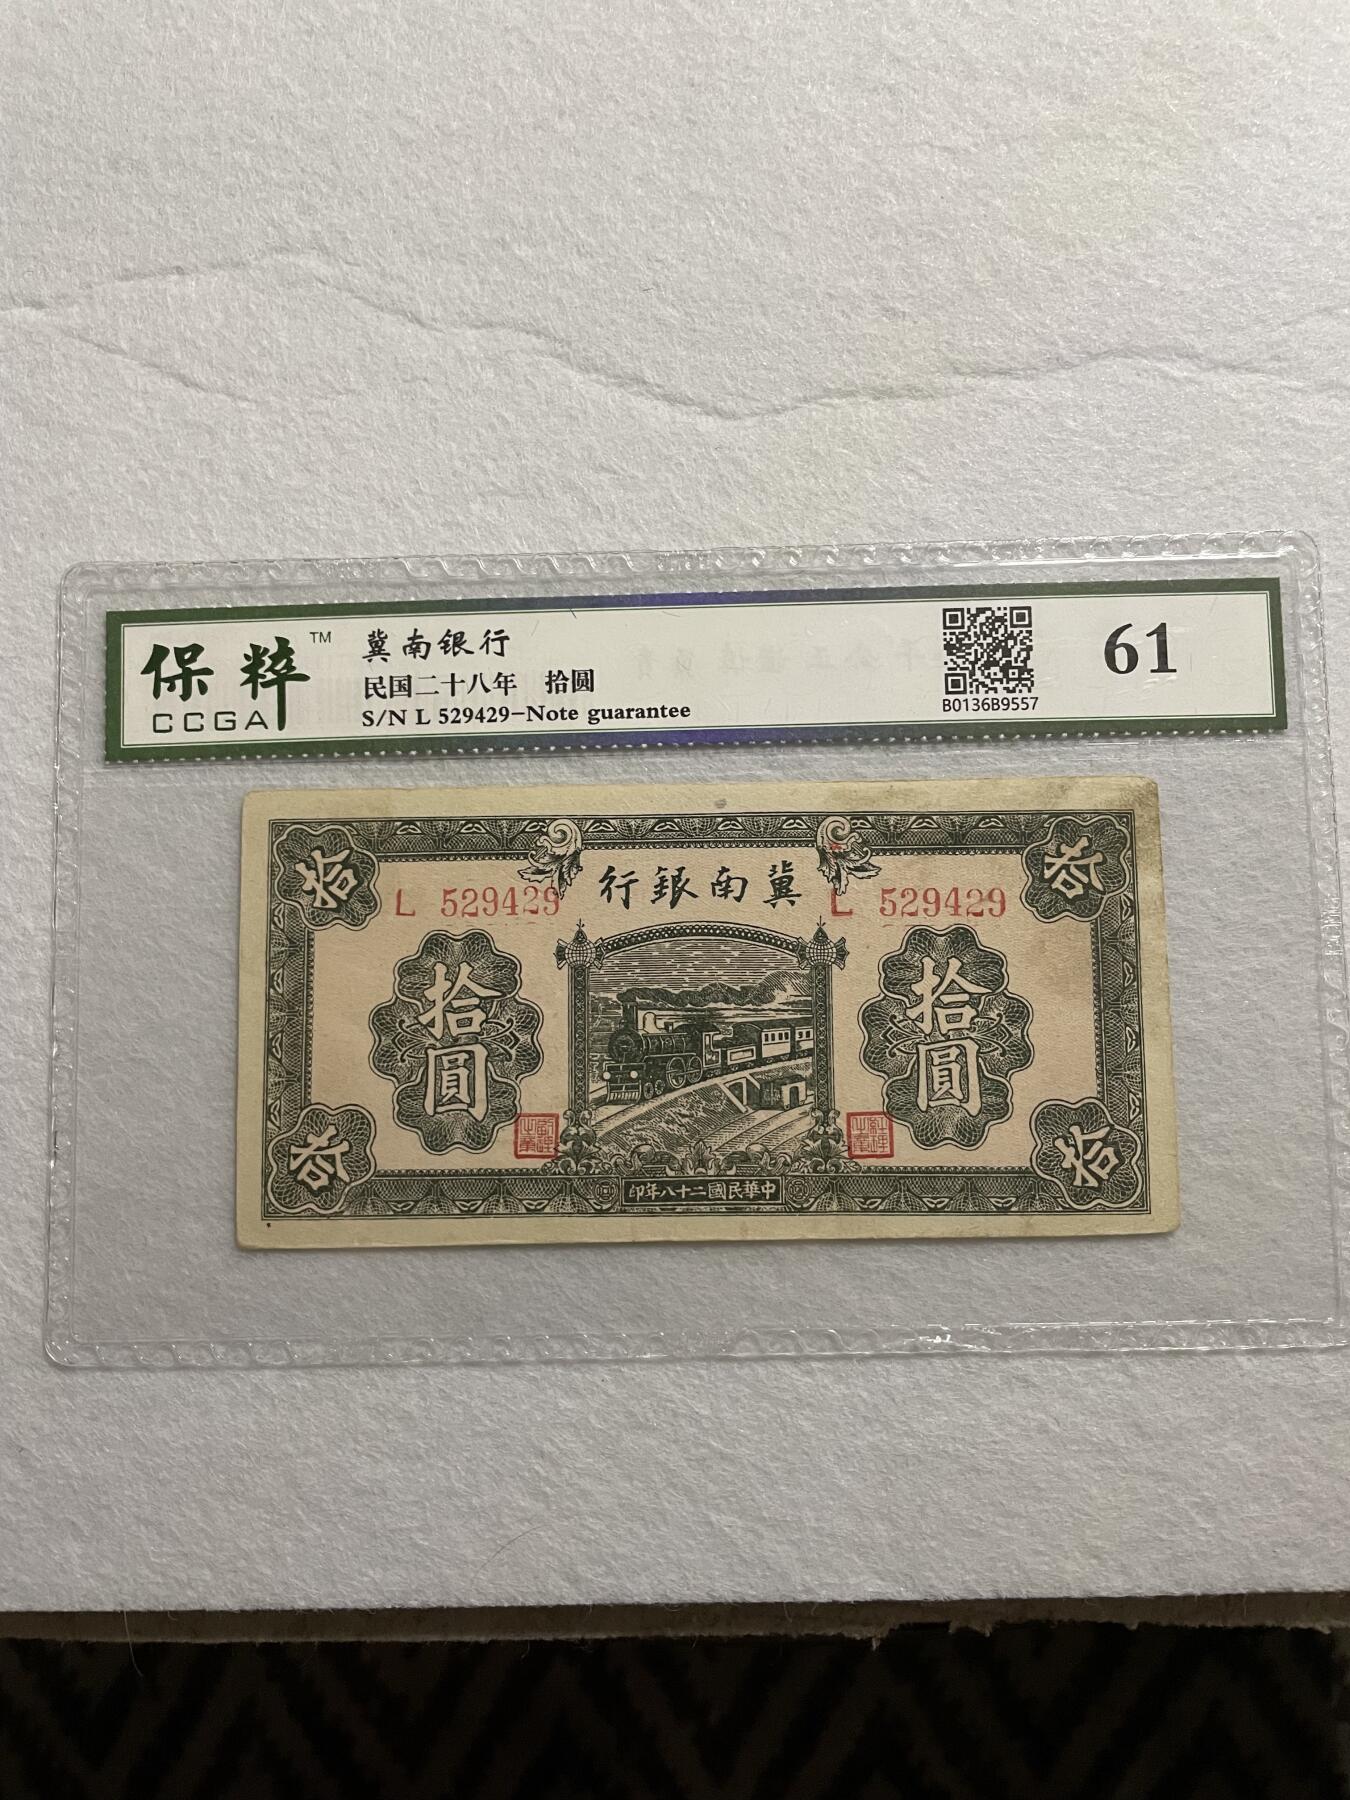 保粹™
CCGA
冀南银行
民国二十八年 拾圆
S/N L 529429-Note guarantee
B0136B9557
61
拾
拾
行銀南冀
L 529429
L 529429
拾圓
拾圓
拾
拾
印年八十二國民華中